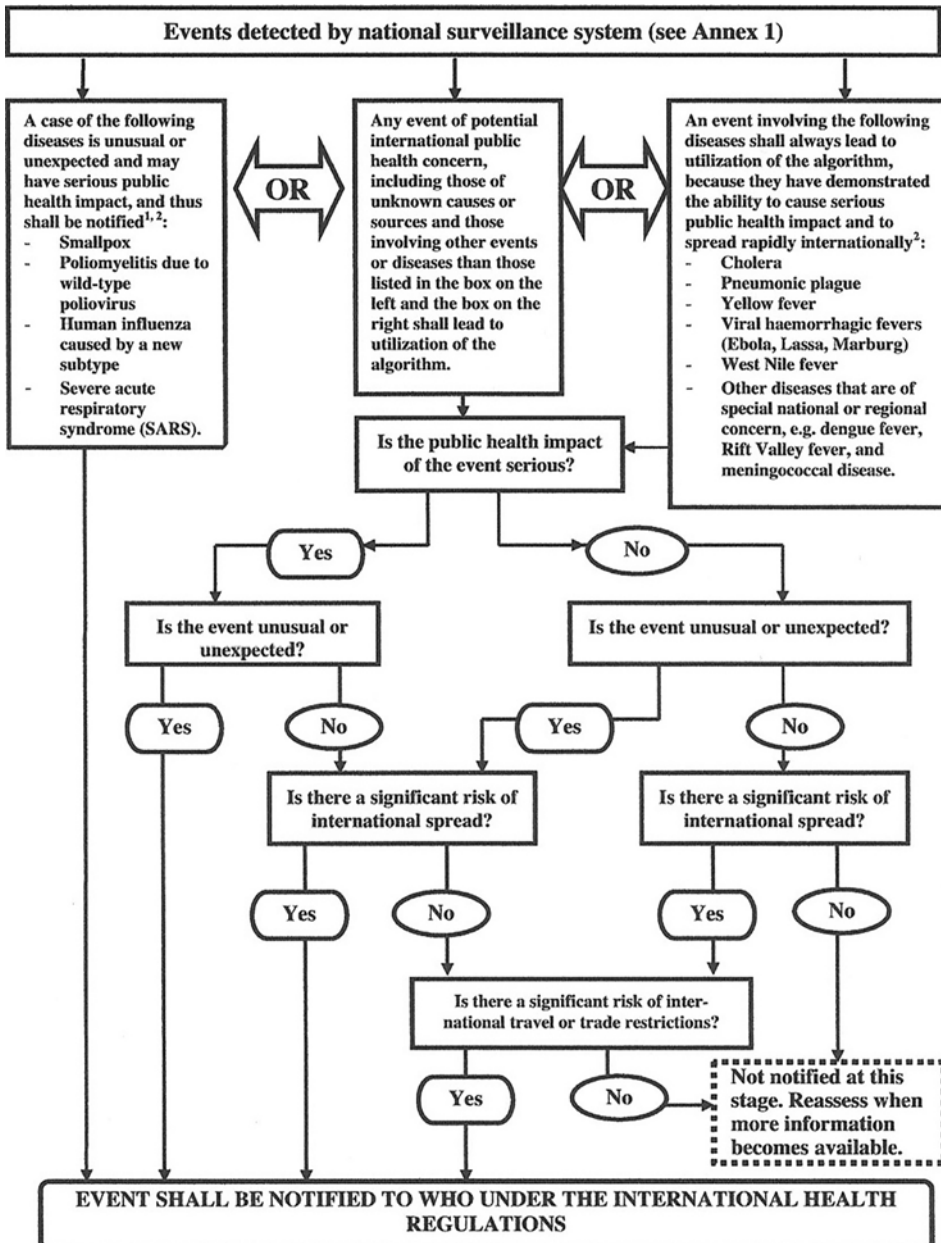 Events detected by national surveillance system (see Annex 1)
A case of the following
diseases is unusual or
unexpected and may
have serious public
health impact, and thus
shall be notified¹, ²:
- Smallpox
- Poliomyelitis due to
wild-type
poliovirus
- Human influenza
caused by a new
subtype
- Severe acute
respiratory
syndrome (SARS).
OR
Any event of potential
international public
health concern,
including those of
unknown causes or
sources and those
involving other events
or diseases than those
listed in the box on the
left and the box on the
right shall lead to
utilization of the
algorithm.
OR
An event involving the following
diseases shall always lead to
utilization of the algorithm,
because they have demonstrated
the ability to cause serious
public health impact and to
spread rapidly internationally²:
- Cholera
- Pneumonic plague
- Yellow fever
- Viral haemorrhagic fevers
(Ebola, Lassa, Marburg)
- West Nile fever
- Other diseases that are of
special national or regional
concern, e.g. dengue fever,
Rift Valley fever, and
meningococcal disease.
Is the public health impact
of the event serious?
Yes
No
Is the event unusual or
unexpected?
Is the event unusual or unexpected?
Yes
No
Yes
No
Is there a significant risk of
international spread?
Is there a significant risk of
international spread?
Yes
No
Yes
No
Is there a significant risk of inter-
national travel or trade restrictions?
Yes
No
Not notified at this
stage. Reassess when
more information
becomes available.
EVENT SHALL BE NOTIFIED TO WHO UNDER THE INTERNATIONAL HEALTH
REGULATIONS